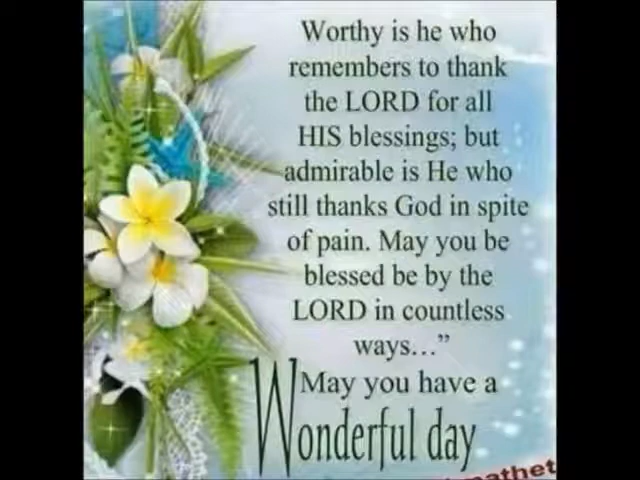 Worthy is he who
remembers to thank
the LORD for all
HIS blessings; but
admirable is He who
still thanks God in spite
of pain. May you be
blessed be by the
LORD in countless
ways…”
May you have a
Wonderful day